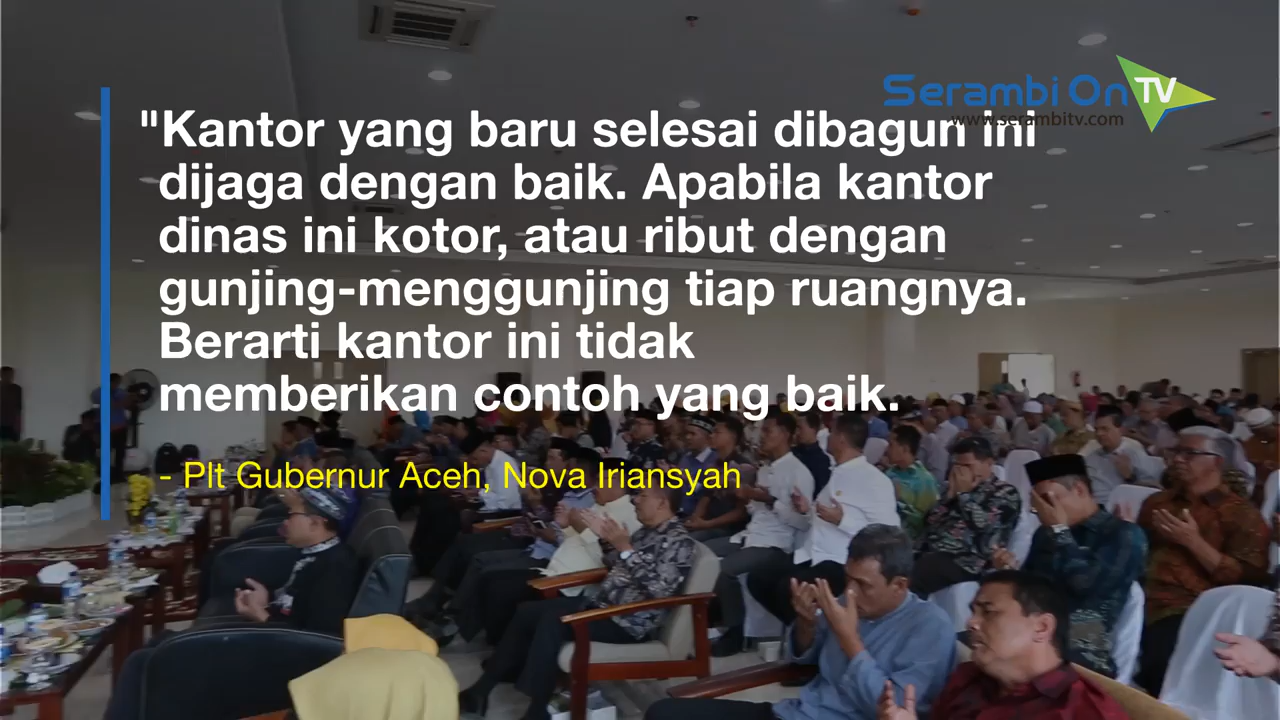 Serambi On TV
www.serambitv.com
"Kantor yang baru selesai dibagun ini
dijaga dengan baik. Apabila kantor
dinas ini kotor, atau ribut dengan
gunjing-menggunjing tiap ruangnya.
Berarti kantor ini tidak
memberikan contoh yang baik.
- Plt Gubernur Aceh, Nova Iriansyah